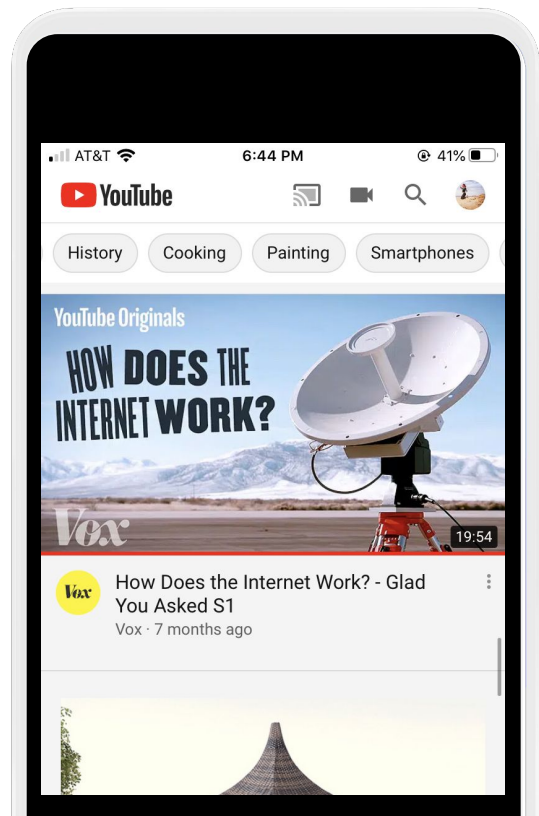 AT&T 6:44 PM 41%
YouTube
History Cooking Painting Smartphones
YouTube Originals
HOW DOES THE
INTERNET WORK?
Vox 19:54
Vox How Does the Internet Work? - Glad
You Asked S1
Vox · 7 months ago